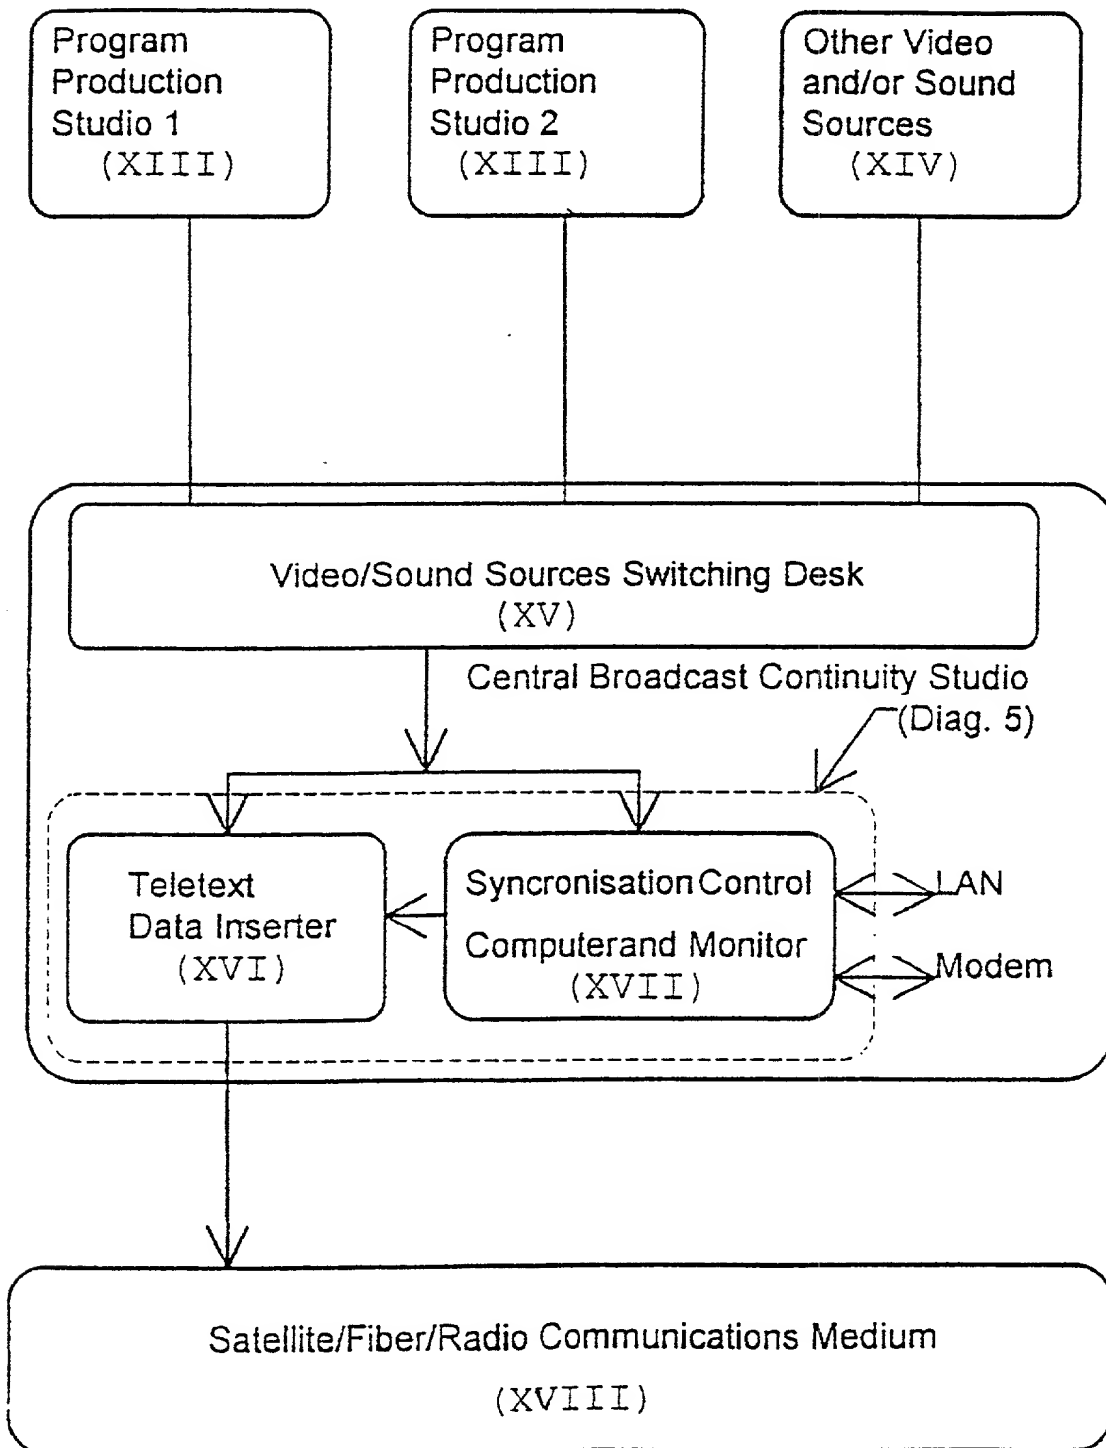 Program
Production
Studio 1
(XIII)
Program
Production
Studio 2
(XIII)
Other Video
and/or Sound
Sources
(XIV)
Video/Sound Sources Switching Desk
(XV)
Central Broadcast Continuity Studio
(Diag. 5)
Teletext
Data Inserter
(XVI)
Syncronisation Control
Computerand Monitor
(XVII)
LAN
Modem
Satellite/Fiber/Radio Communications Medium
(XVIII)